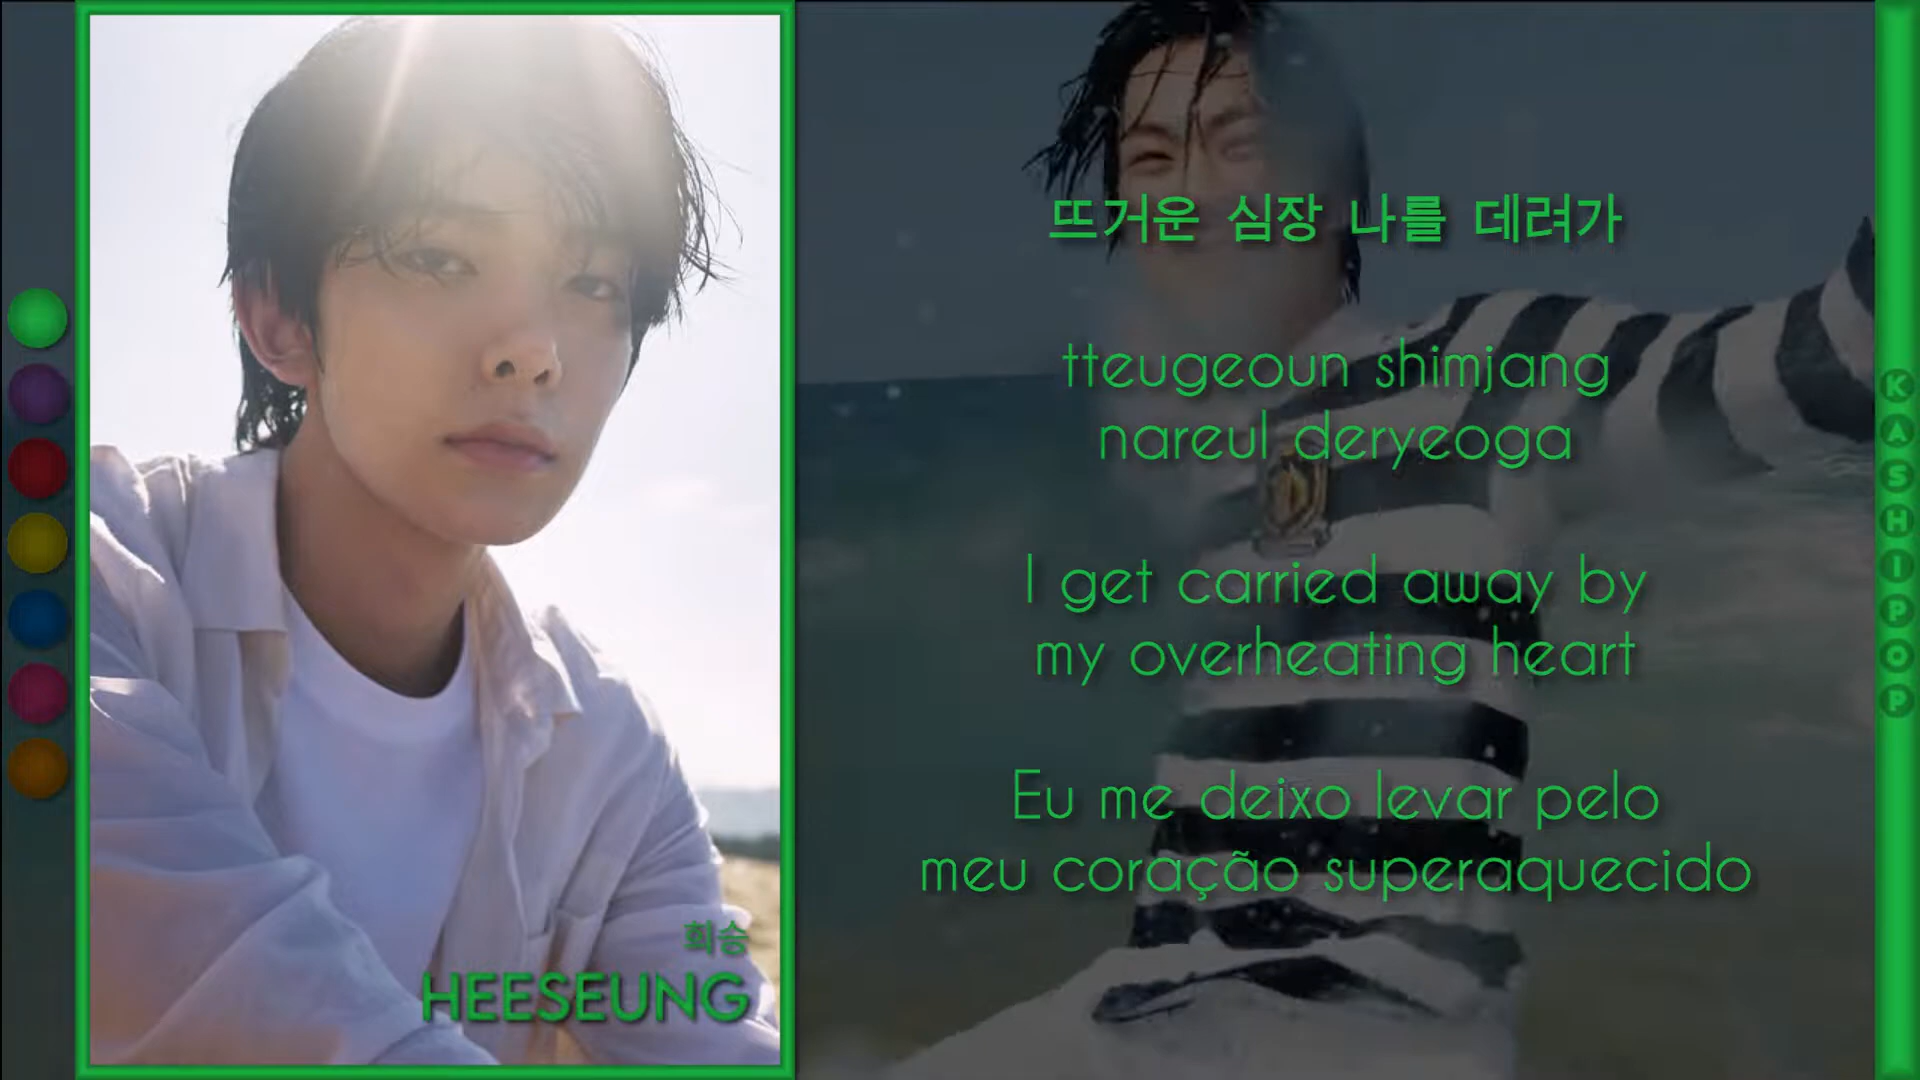 뜨거운 심장 나를 데려가
tteugeoun shimjang
nareul deryeoga
I get carried away by
my overheating heart
Eu me deixo levar pelo
meu coração superaquecido
희승
HEESEUNG
KASHIPOP